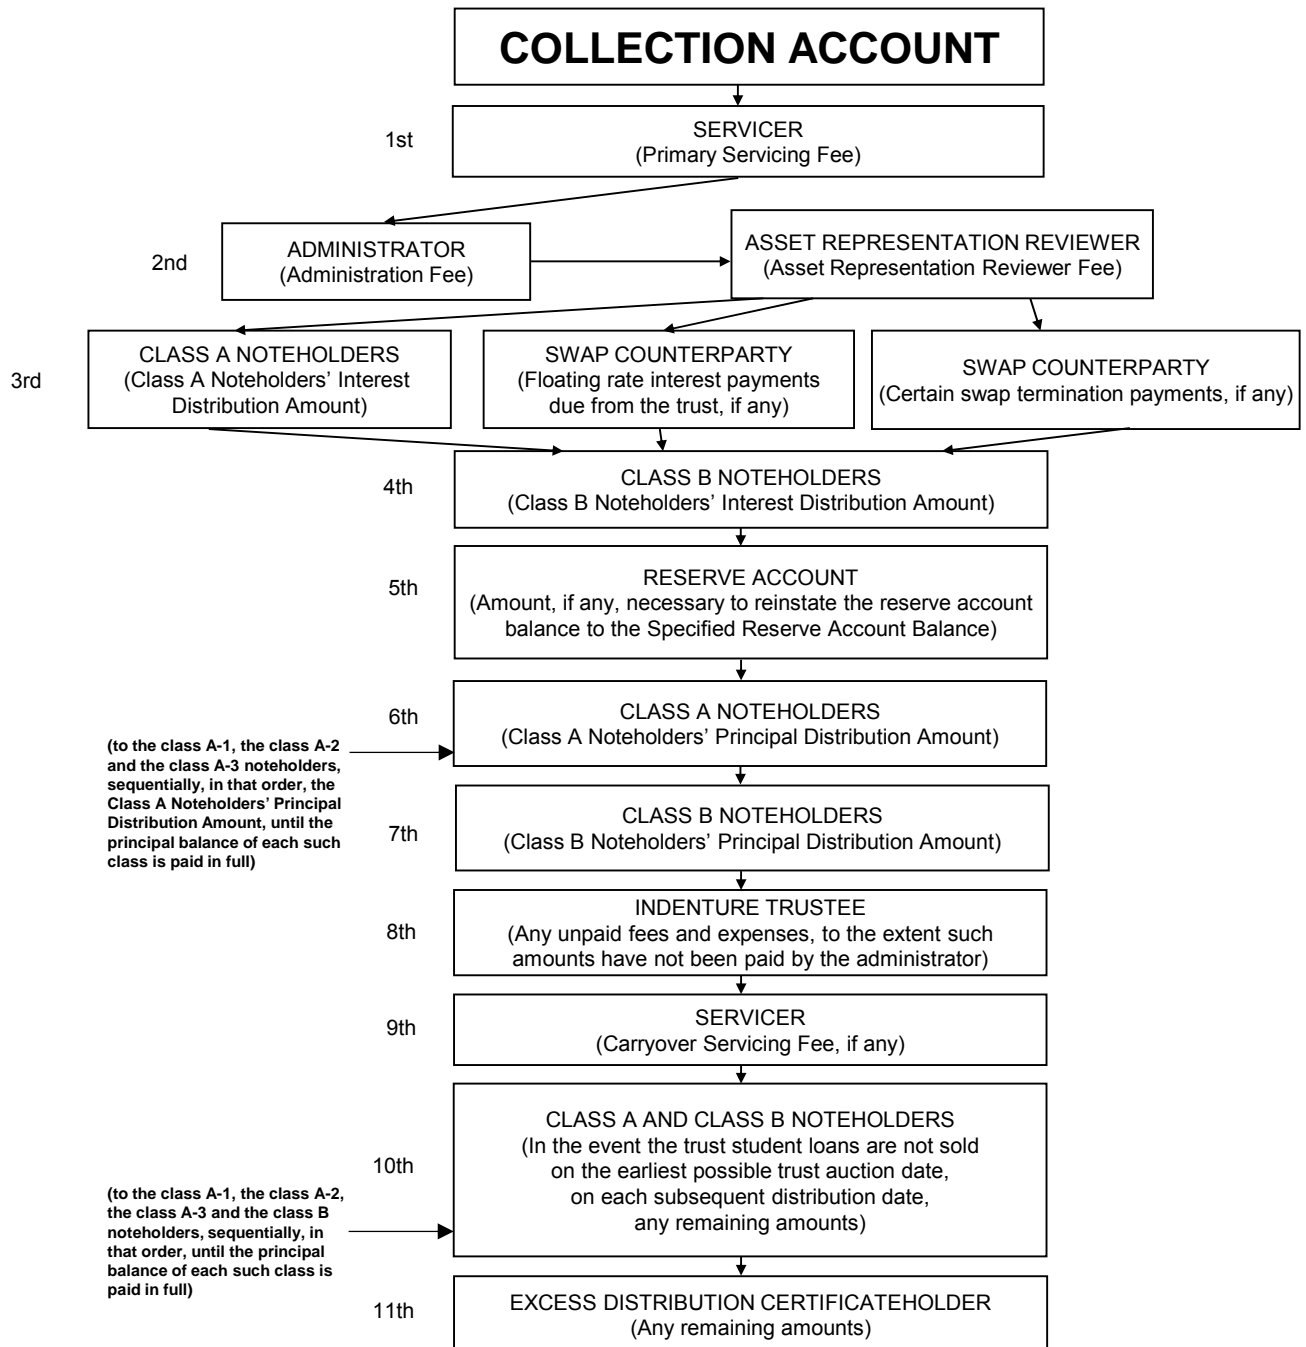 COLLECTION ACCOUNT
1st
SERVICER
(Primary Servicing Fee)
2nd
ADMINISTRATOR
(Administration Fee)
ASSET REPRESENTATION REVIEWER
(Asset Representation Reviewer Fee)
3rd
CLASS A NOTEHOLDERS
(Class A Noteholders’ Interest
Distribution Amount)
SWAP COUNTERPARTY
(Floating rate interest payments
due from the trust, if any)
SWAP COUNTERPARTY
(Certain swap termination payments, if any)
4th
CLASS B NOTEHOLDERS
(Class B Noteholders’ Interest Distribution Amount)
5th
RESERVE ACCOUNT
(Amount, if any, necessary to reinstate the reserve account
balance to the Specified Reserve Account Balance)
6th
CLASS A NOTEHOLDERS
(Class A Noteholders’ Principal Distribution Amount)
(to the class A-1, the class A-2
and the class A-3 noteholders,
sequentially, in that order, the
Class A Noteholders’ Principal
Distribution Amount, until the
principal balance of each such
class is paid in full)
7th
CLASS B NOTEHOLDERS
(Class B Noteholders’ Principal Distribution Amount)
8th
INDENTURE TRUSTEE
(Any unpaid fees and expenses, to the extent such
amounts have not been paid by the administrator)
9th
SERVICER
(Carryover Servicing Fee, if any)
10th
CLASS A AND CLASS B NOTEHOLDERS
(In the event the trust student loans are not sold
on the earliest possible trust auction date,
on each subsequent distribution date,
any remaining amounts)
(to the class A-1, the class A-2,
the class A-3 and the class B
noteholders, sequentially, in
that order, until the principal
balance of each such class is
paid in full)
11th
EXCESS DISTRIBUTION CERTIFICATEHOLDER
(Any remaining amounts)